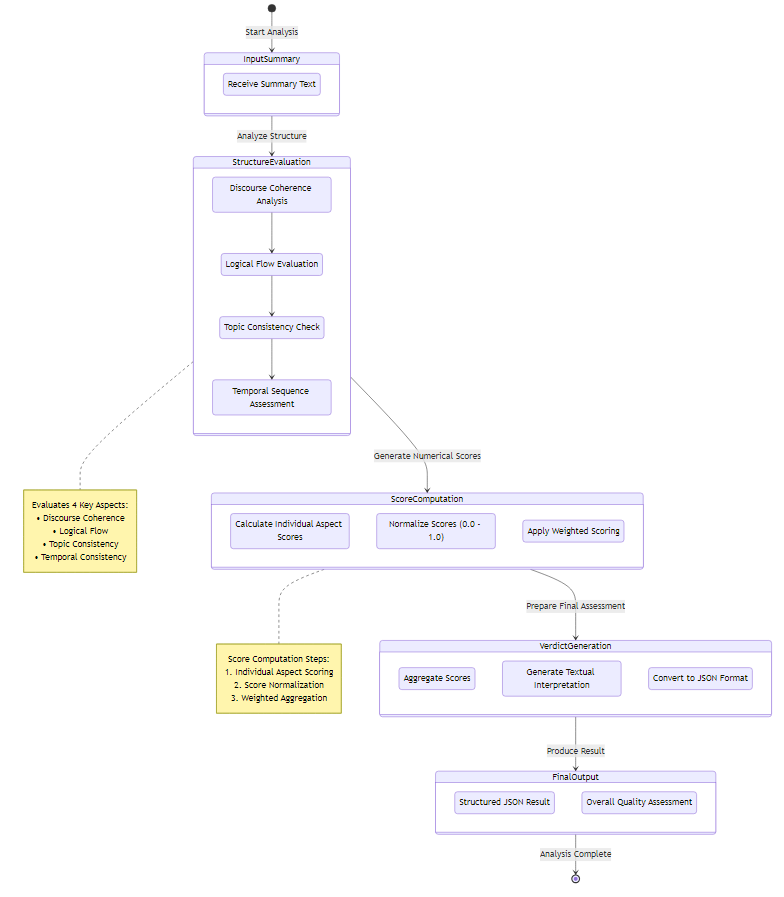 Start Analysis
InputSummary
Receive Summary Text
Analyze Structure
StructureEvaluation
Discourse Coherence
Analysis
Logical Flow Evaluation
Topic Consistency Check
Temporal Sequence
Assessment
Generate Numerical Scores
Evaluates 4 Key Aspects:
• Discourse Coherence
• Logical Flow
• Topic Consistency
• Temporal Consistency
ScoreComputation
Calculate Individual Aspect
Scores
Normalize Scores (0.0 -
1.0)
Apply Weighted Scoring
Prepare Final Assessment
Score Computation Steps:
1. Individual Aspect Scoring
2. Score Normalization
3. Weighted Aggregation
VerdictGeneration
Aggregate Scores
Generate Textual
Interpretation
Convert to JSON Format
Produce Result
FinalOutput
Structured JSON Result
Overall Quality Assessment
Analysis Complete